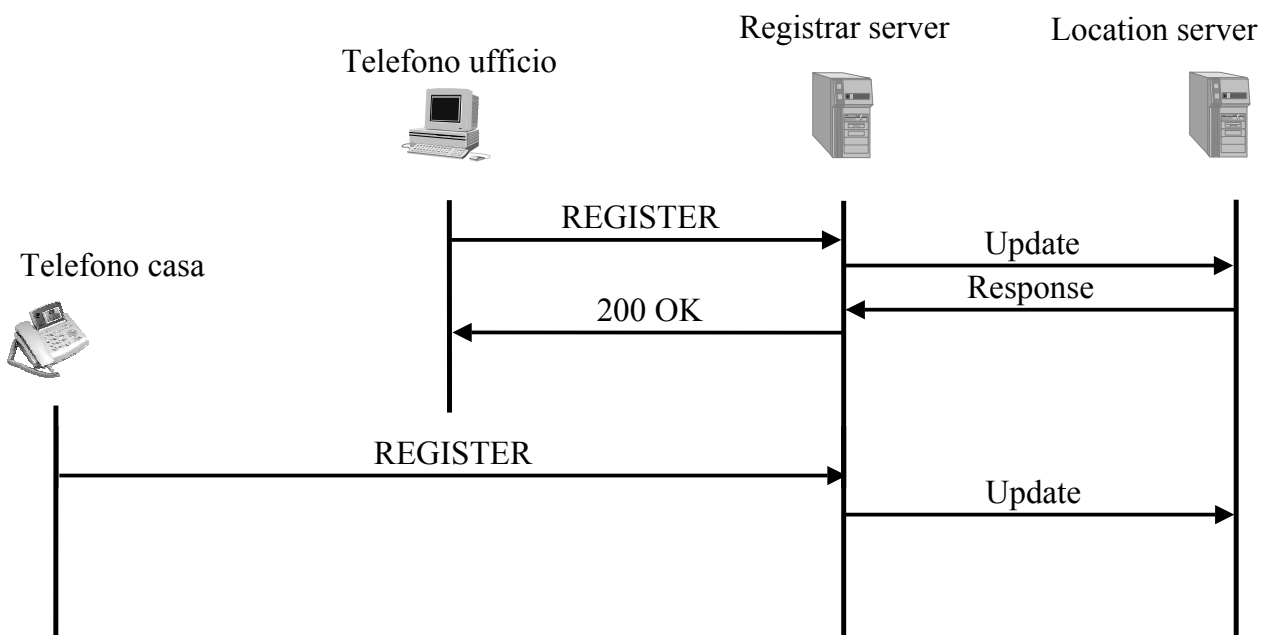 Registrar server
Location server
Telefono ufficio
REGISTER
Update
Telefono casa
Response
200 OK
REGISTER
Update